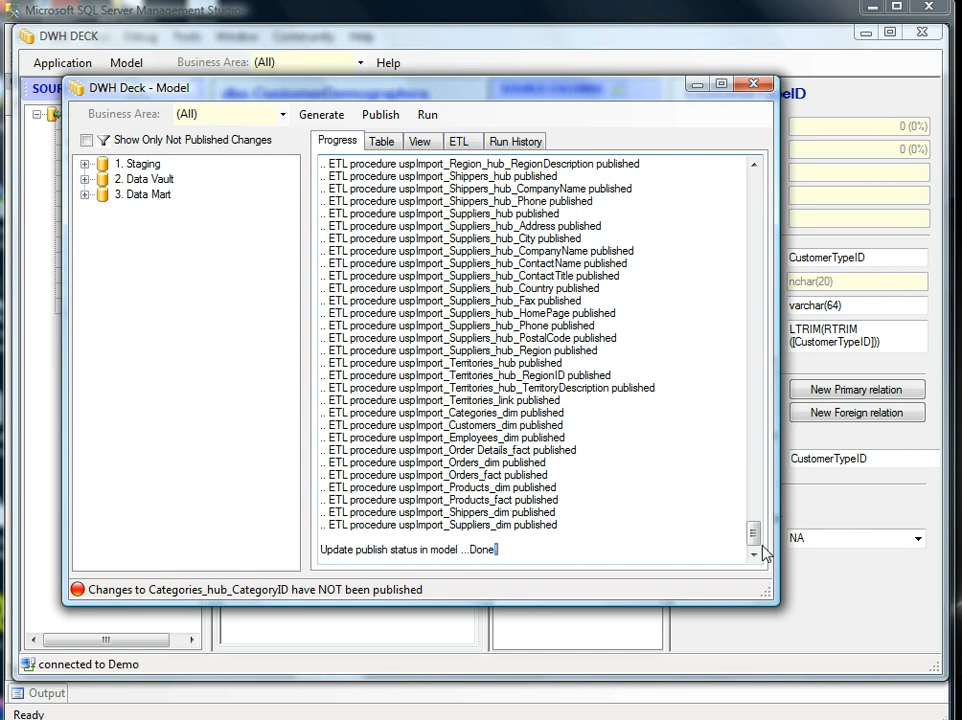 Microsoft SQL Server Management Studio
DWH DECK
Debug Tools Window Community Help
Application Model Business Area: (All) Help
SOUR
DWH Deck - Model
Business Area: (All) Generate Publish Run
Show Only Not Published Changes
Progress Table View ETL Run History
1. Staging
2. Data Vault
3. Data Mart
.. ETL procedure uspImport_Region_hub_RegionDescription published
.. ETL procedure uspImport_Shippers_hub published
.. ETL procedure uspImport_Shippers_hub_CompanyName published
.. ETL procedure uspImport_Shippers_hub_Phone published
.. ETL procedure uspImport_Suppliers_hub published
.. ETL procedure uspImport_Suppliers_hub_Address published
.. ETL procedure uspImport_Suppliers_hub_City published
.. ETL procedure uspImport_Suppliers_hub_CompanyName published
.. ETL procedure uspImport_Suppliers_hub_ContactName published
.. ETL procedure uspImport_Suppliers_hub_ContactTitle published
.. ETL procedure uspImport_Suppliers_hub_Country published
.. ETL procedure uspImport_Suppliers_hub_Fax published
.. ETL procedure uspImport_Suppliers_hub_HomePage published
.. ETL procedure uspImport_Suppliers_hub_Phone published
.. ETL procedure uspImport_Suppliers_hub_PostalCode published
.. ETL procedure uspImport_Suppliers_hub_Region published
.. ETL procedure uspImport_Territories_hub published
.. ETL procedure uspImport_Territories_hub_RegionID published
.. ETL procedure uspImport_Territories_hub_TerritoryDescription published
.. ETL procedure uspImport_Territories_link published
.. ETL procedure uspImport_Categories_dim published
.. ETL procedure uspImport_Customers_dim published
.. ETL procedure uspImport_Employees_dim published
.. ETL procedure uspImport_Order Details_fact published
.. ETL procedure uspImport_Orders_dim published
.. ETL procedure uspImport_Orders_fact published
.. ETL procedure uspImport_Products_dim published
.. ETL procedure uspImport_Products_fact published
.. ETL procedure uspImport_Shippers_dim published
.. ETL procedure uspImport_Suppliers_dim published
Update publish status in model ...Done
Changes to Categories_hub_CategoryID have NOT been published
0 (0%)
0 (0%)
CustomerTypeID
nchar(20)
varchar(64)
LTRIM(RTRIM
([CustomerTypeID]))
New Primary relation
New Foreign relation
CustomerTypeID
NA
connected to Demo
Output
Ready